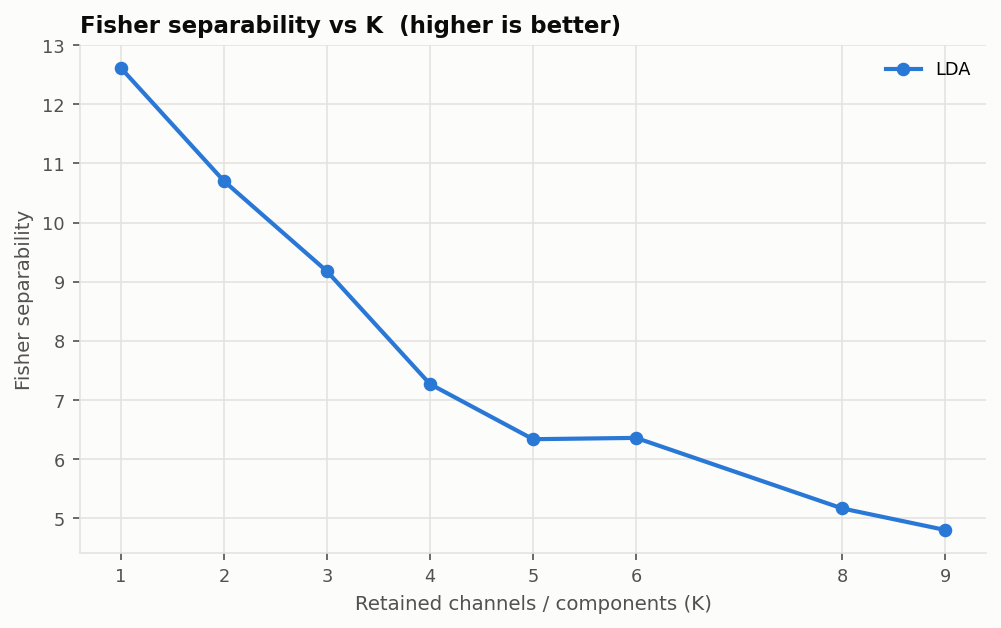 Fisher separability vs K  (higher is better)
LDA
Fisher separability
13
12
11
10
9
8
7
6
5
1 2 3 4 5 6 8 9
Retained channels / components (K)